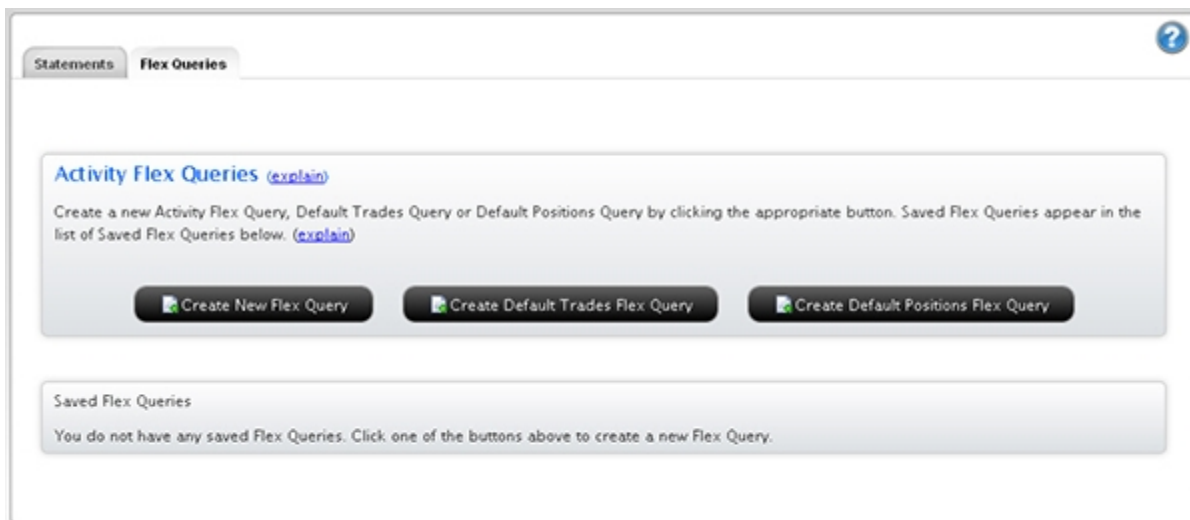 ?
Statements Flex Queries
Activity Flex Queries (explain)
Create a new Activity Flex Query, Default Trades Query or Default Positions Query by clicking the appropriate button. Saved Flex Queries appear in the
list of Saved Flex Queries below. (explain)
Create New Flex Query Create Default Trades Flex Query Create Default Positions Flex Query
Saved Flex Queries
You do not have any saved Flex Queries. Click one of the buttons above to create a new Flex Query.